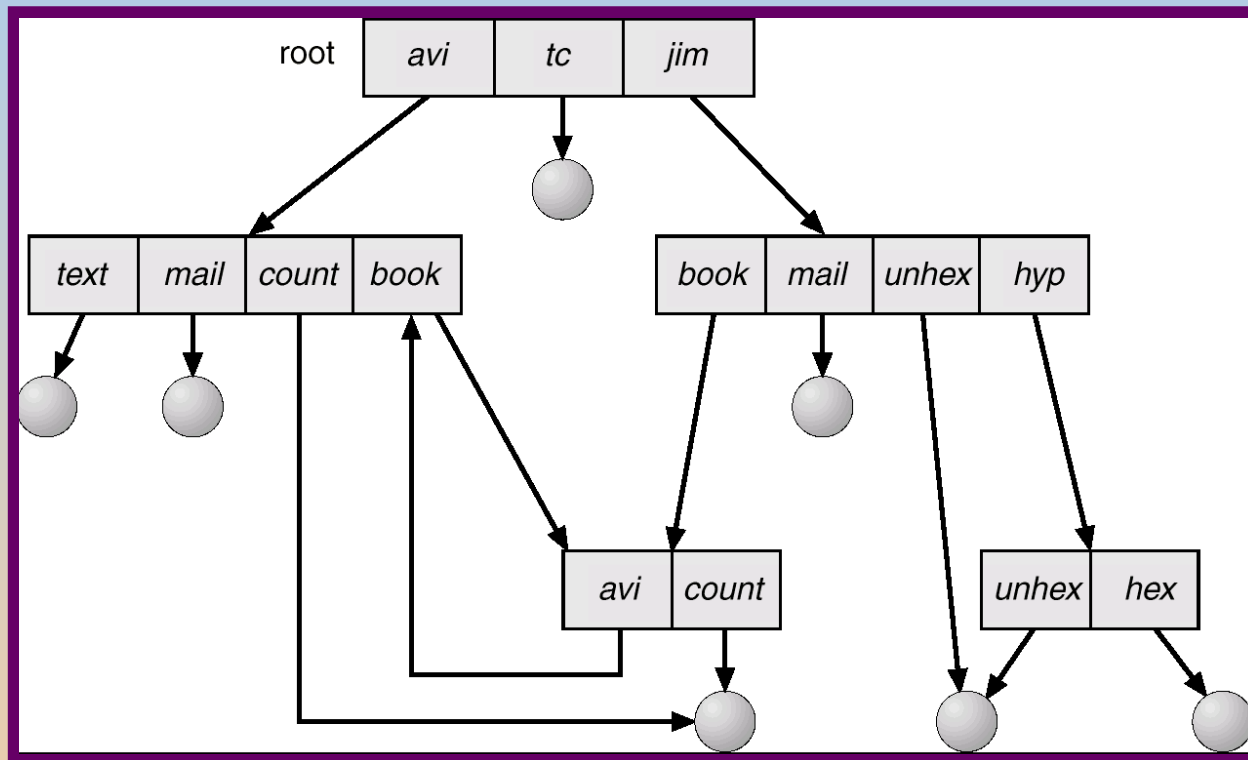 root avi tc jim
text mail count book book mail unhex hyp
avi count unhex hex